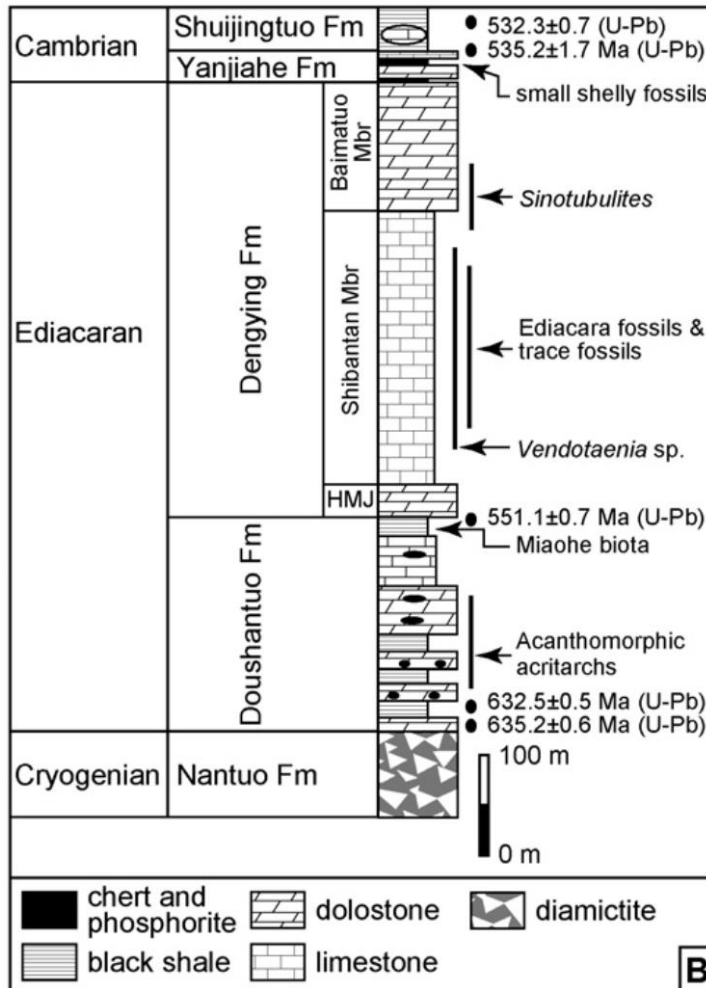 Cambrian
Shuijingtuo Fm
Yanjiahe Fm
532.3±0.7 (U-Pb)
535.2±1.7 Ma (U-Pb)
small shelly fossils
Ediacaran
Dengying Fm
Baimatuo
Mbr
Sinotubulites
Shibantan Mbr
Ediacara fossils &
trace fossils
Vendotaenia sp.
HMJ
551.1±0.7 Ma (U-Pb)
Miaohe biota
Doushantuo Fm
Acanthomorphic
acritarchs
632.5±0.5 Ma (U-Pb)
635.2±0.6 Ma (U-Pb)
Cryogenian
Nantuo Fm
100 m
0 m
chert and
phosphorite
dolostone
diamictite
black shale
limestone
B